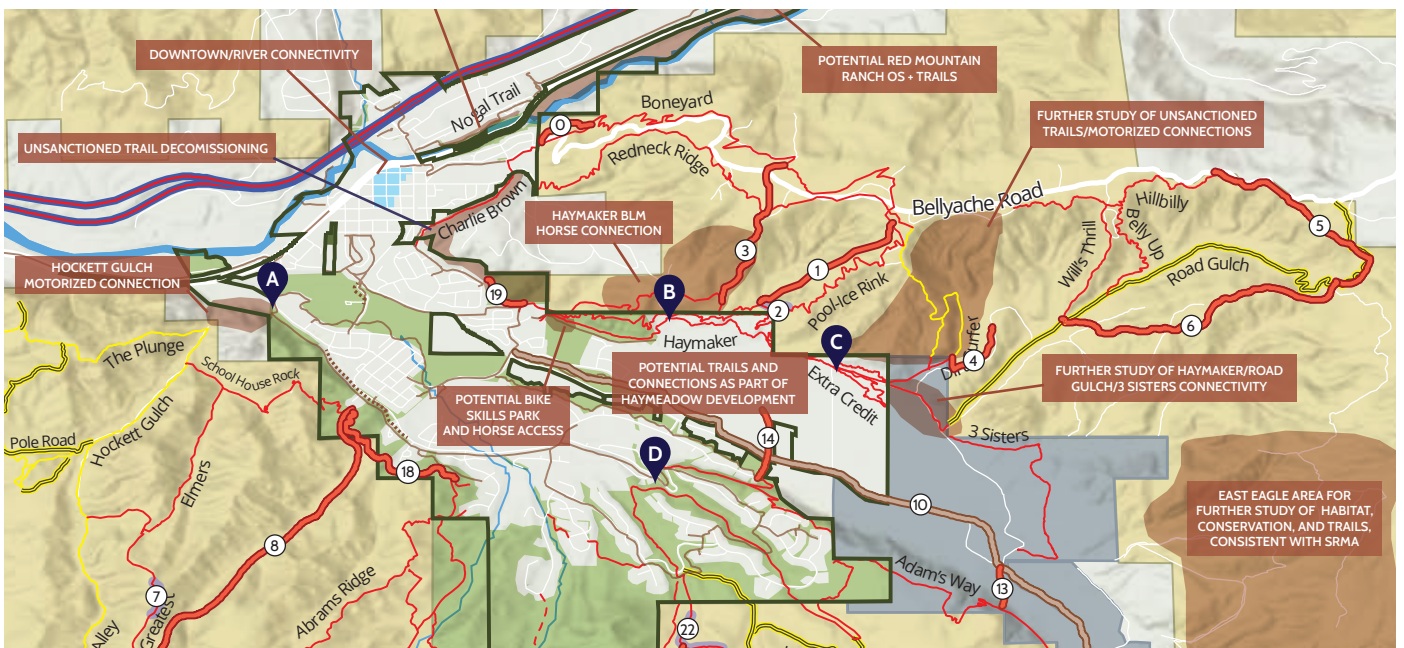 DOWNTOWN/RIVER CONNECTIVITY
POTENTIAL RED MOUNTAIN
RANCH OS + TRAILS
Nogal Trail
Boneyard
0
FURTHER STUDY OF UNSANCTIONED
TRAILS/MOTORIZED CONNECTIONS
UNSANCTIONED TRAIL DECOMISSIONING
Redneck Ridge
Charlie Brown
Bellyache Road
Hillbilly
Belly Up
Will's Thrill
5
HAYMAKER BLM
HORSE CONNECTION
3
1
HOCKETT GULCH
MOTORIZED CONNECTION
A
19
B
2
Pool-Ice Rink
Road Gulch
6
The Plunge
School House Rock
Haymaker
C
4
POTENTIAL TRAILS AND
CONNECTIONS AS PART OF
HAYMEADOW DEVELOPMENT
Extra Credit
FURTHER STUDY OF HAYMAKER/ROAD
GULCH/3 SISTERS CONNECTIVITY
POTENTIAL BIKE
SKILLS PARK
AND HORSE ACCESS
Pole Road
Hockett Gulch
14
3 Sisters
Elmers
18
D
10
EAST EAGLE AREA FOR
FURTHER STUDY OF HABITAT,
CONSERVATION, AND TRAILS,
CONSISTENT WITH SRMA
8
Abrams Ridge
Adam's Way
7
13
Alley
Greatest
22